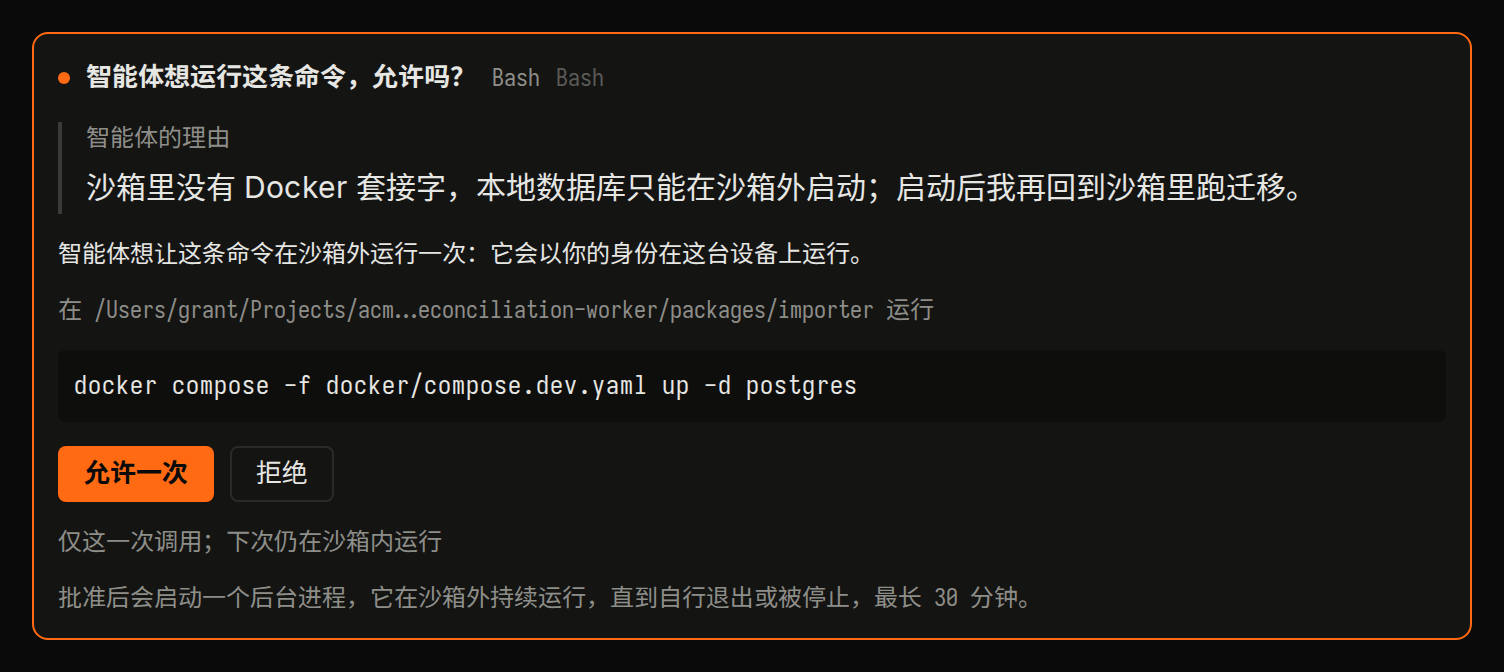 智能体想运行这条命令，允许吗？ Bash Bash
智能体的理由
沙箱里没有 Docker 套接字，本地数据库只能在沙箱外启动；启动后我再回到沙箱里跑迁移。
智能体想让这条命令在沙箱外运行一次：它会以你的身份在这台设备上运行。
在 /Users/grant/Projects/acm…econciliation-worker/packages/importer 运行
docker compose -f docker/compose.dev.yaml up -d postgres
允许一次 拒绝
仅这一次调用；下次仍在沙箱内运行
批准后会启动一个后台进程，它在沙箱外持续运行，直到自行退出或被停止，最长 30 分钟。